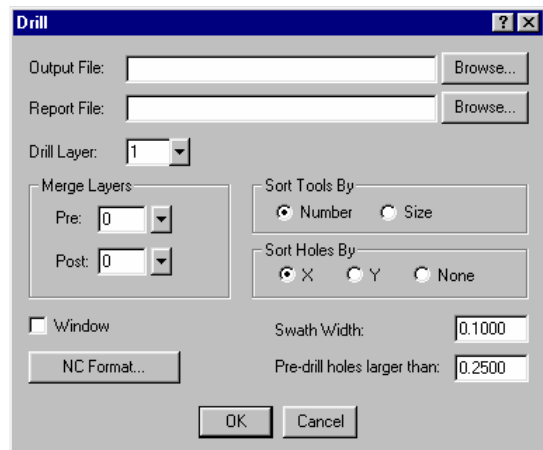 Drill
Output File: Browse...
Report File: Browse...
Drill Layer: 1
Merge Layers
Pre: 0
Post: 0
Sort Tools By
Number Size
Sort Holes By
X Y None
Window
NC Format...
Swath Width: 0.1000
Pre-drill holes larger than: 0.2500
OK Cancel